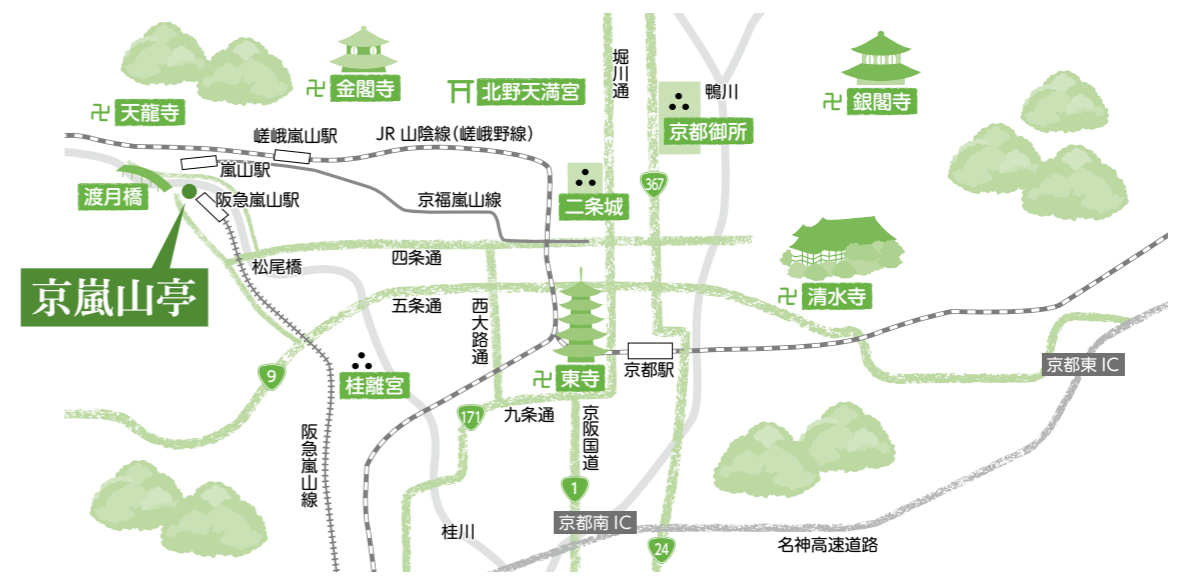 堀川通
金閣寺
北野天満宮
鴨川
銀閣寺
天龍寺
京都御所
嵯峨嵐山駅
JR 山陰線（嵯峨野線）
嵐山駅
367
渡月橋
阪急嵐山駅
京福嵐山線
二条城
松尾橋
四条通
京嵐山亭
清水寺
五条通
西大路通
京都駅
京都東 IC
9
桂離宮
東寺
171
九条通
京阪国道
阪急嵐山線
1
京都南 IC
桂川
24
名神高速道路